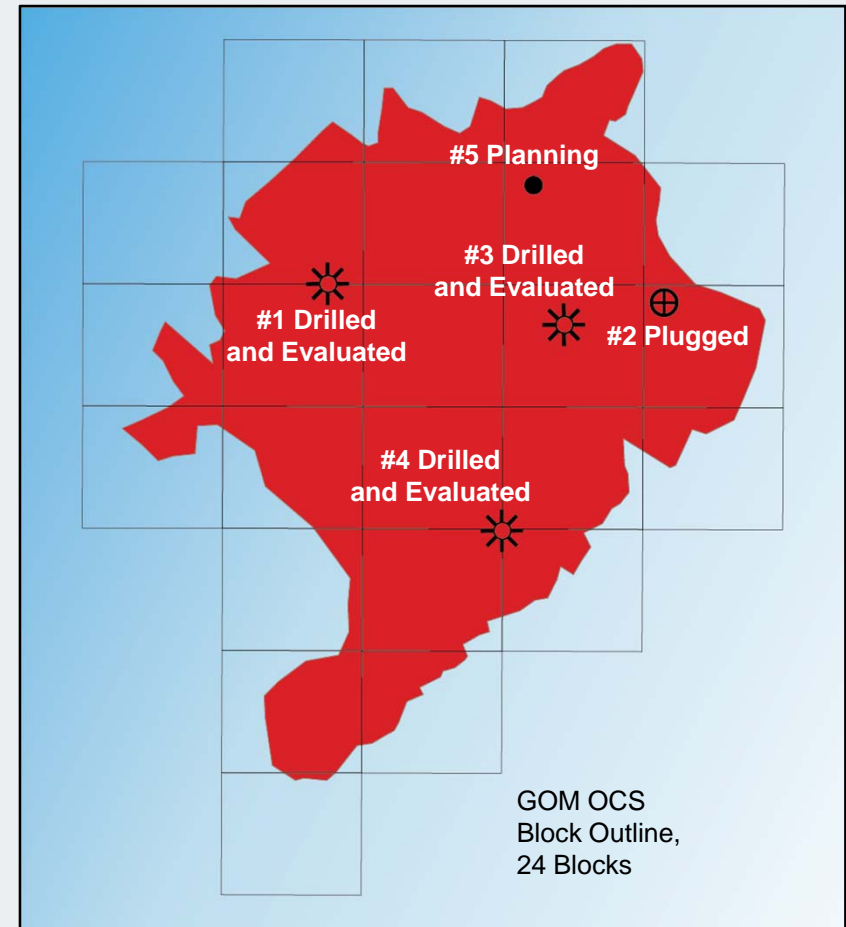 #5 Planning
#3 Drilled
and Evaluated
#1 Drilled
and Evaluated
#2 Plugged
#4 Drilled
and Evaluated
GOM OCS
Block Outline,
24 Blocks